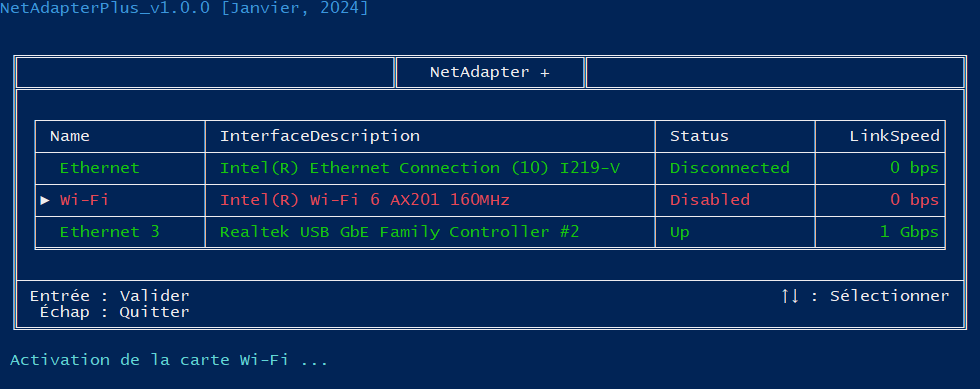 NetAdapterPlus_v1.0.0 [Janvier, 2024]
NetAdapter +
Name InterfaceDescription Status LinkSpeed
Ethernet Intel(R) Ethernet Connection (10) I219-V Disconnected 0 bps
► Wi-Fi Intel(R) Wi-Fi 6 AX201 160MHz Disabled 0 bps
Ethernet 3 Realtek USB GbE Family Controller #2 Up 1 Gbps
Entrée : Valider ↑↓ : Sélectionner
Échap : Quitter
Activation de la carte Wi-Fi ...